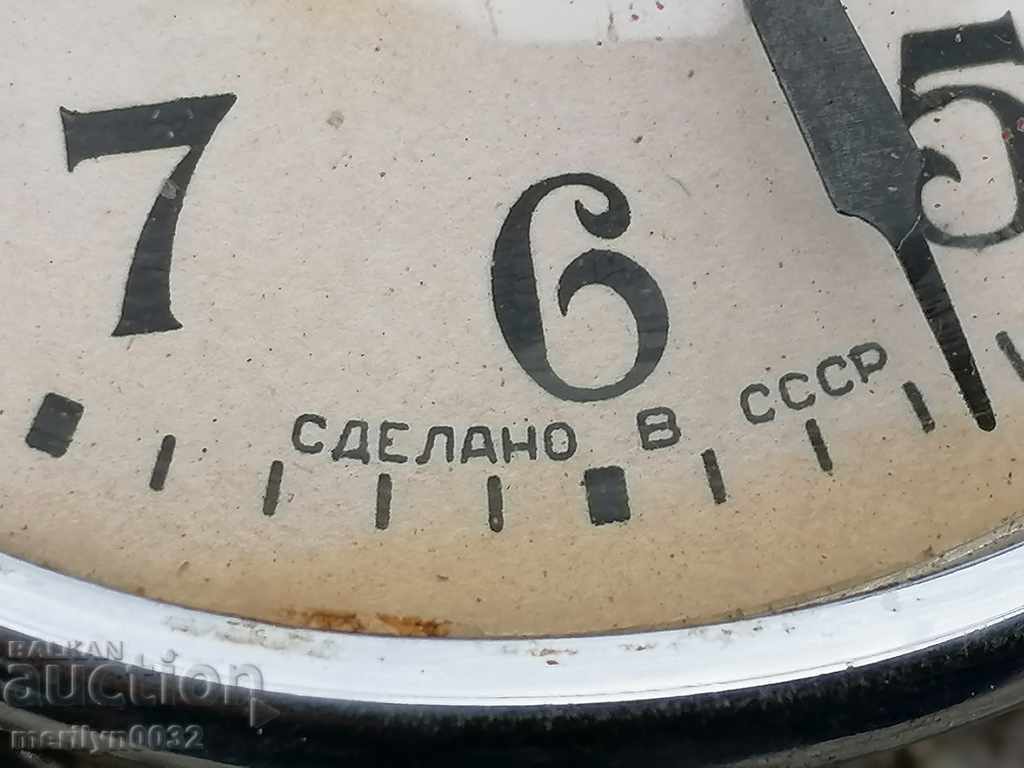 7 6 5
СДЕЛАНО В СССР
BALKAN
auction
merilyn0032